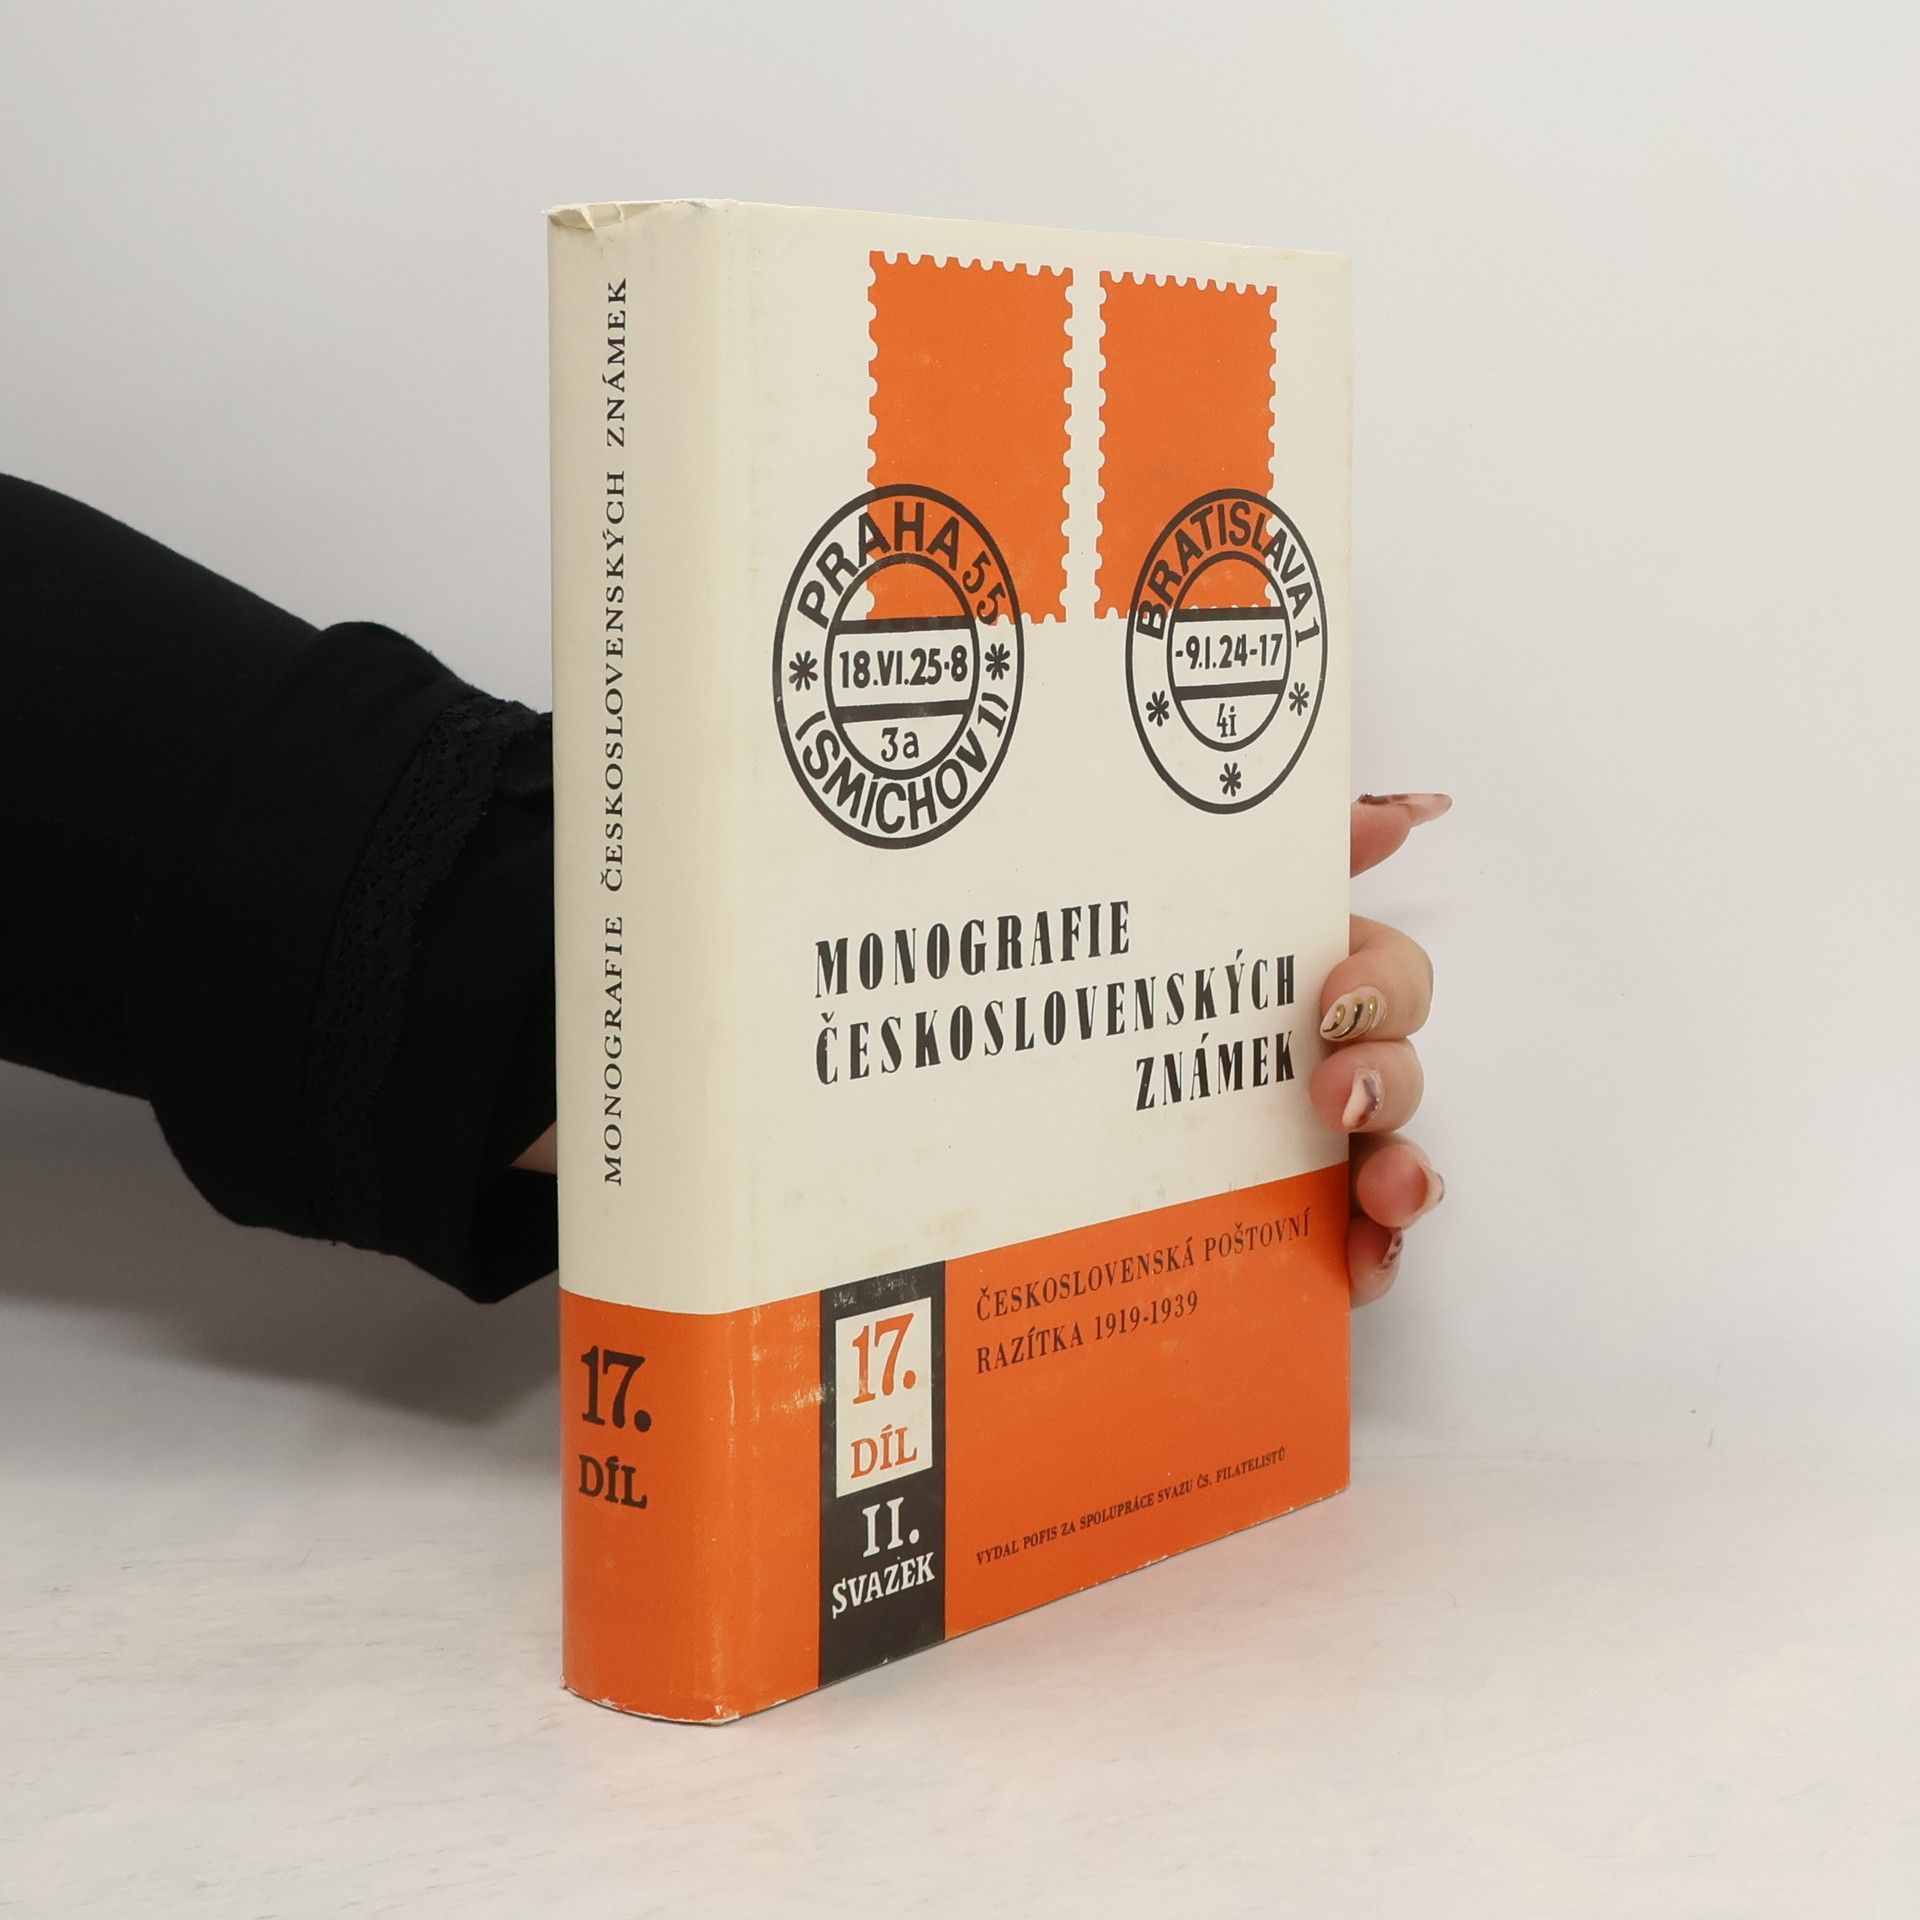 MONOGRAFIE ČESKOSLOVENSKÝCH ZNÁMEK
17.
DÍL
PRAHA 55
18.VI.25-8
3a
(SMÍCHOV 1)
BRATISLAVA 1
-9.I.24-17
4i
MONOGRAFIE
ČESKOSLOVENSKÝCH
ZNÁMEK
17.
DÍL
II.
SVAZEK
ČESKOSLOVENSKÁ POŠTOVNÍ
RAZÍTKA 1919-1939
VYDAL POFIS ZA SPOLUPRÁCE SVAZU ČS. FILATELISTŮ